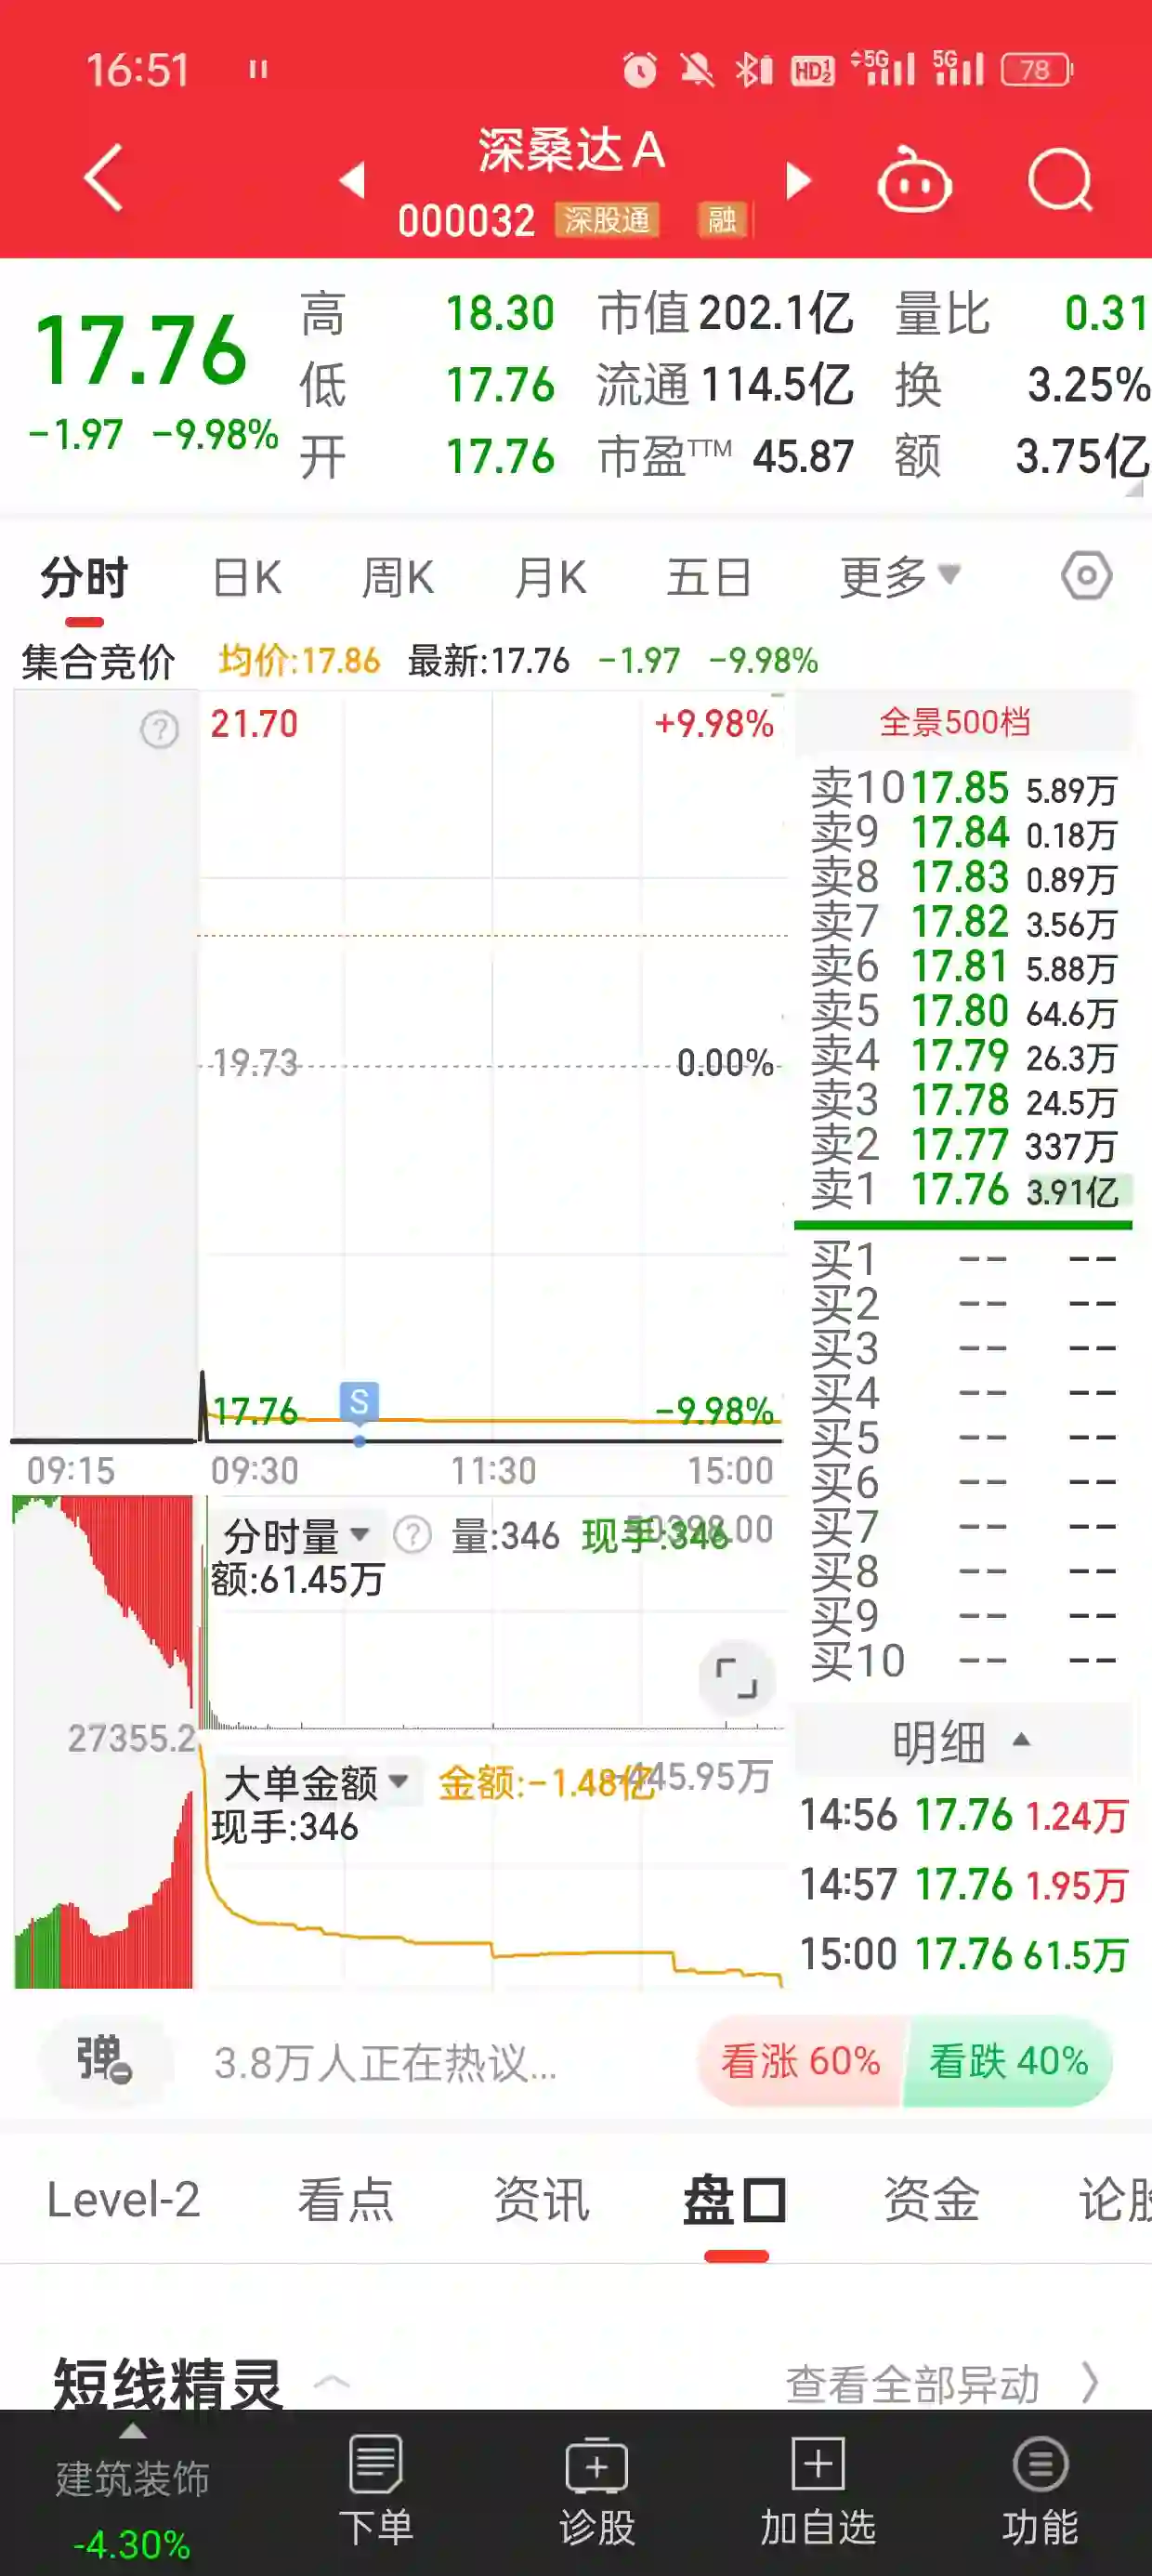 16:51 HD 5G 5G 78
深桑达A
000032 深股通 融
17.76
-1.97 -9.98%
高 18.30 市值 202.1亿 量比 0.31
低 17.76 流通 114.5亿 换 3.25%
开 17.76 市盈TTM 45.87 额 3.75亿
分时 日K 周K 月K 五日 更多
集合竞价 均价:17.86 最新:17.76 -1.97 -9.98%
21.70 +9.98%
19.73 0.00%
17.76 S -9.98%
09:15 09:30 11:30 15:00
全景500档
卖10 17.85 5.89万
卖9 17.84 0.18万
卖8 17.83 0.89万
卖7 17.82 3.56万
卖6 17.81 5.88万
卖5 17.80 64.6万
卖4 17.79 26.3万
卖3 17.78 24.5万
卖2 17.77 337万
卖1 17.76 3.91亿
买1 -- --
买2 -- --
买3 -- --
买4 -- --
买5 -- --
买6 -- --
买7 -- --
买8 -- --
买9 -- --
买10 -- --
分时量 ? 量:346 现手:346
额:61.45万
27355.2
大单金额 金额:-1.48亿
现手:346
明细
14:56 17.76 1.24万
14:57 17.76 1.95万
15:00 17.76 61.5万
弹 3.8万人正在热议... 看涨 60% 看跌 40%
Level-2 看点 资讯 盘口 资金 论股
短线精灵 查看全部异动
建筑装饰
-4.30%
下单 诊股 加自选 功能